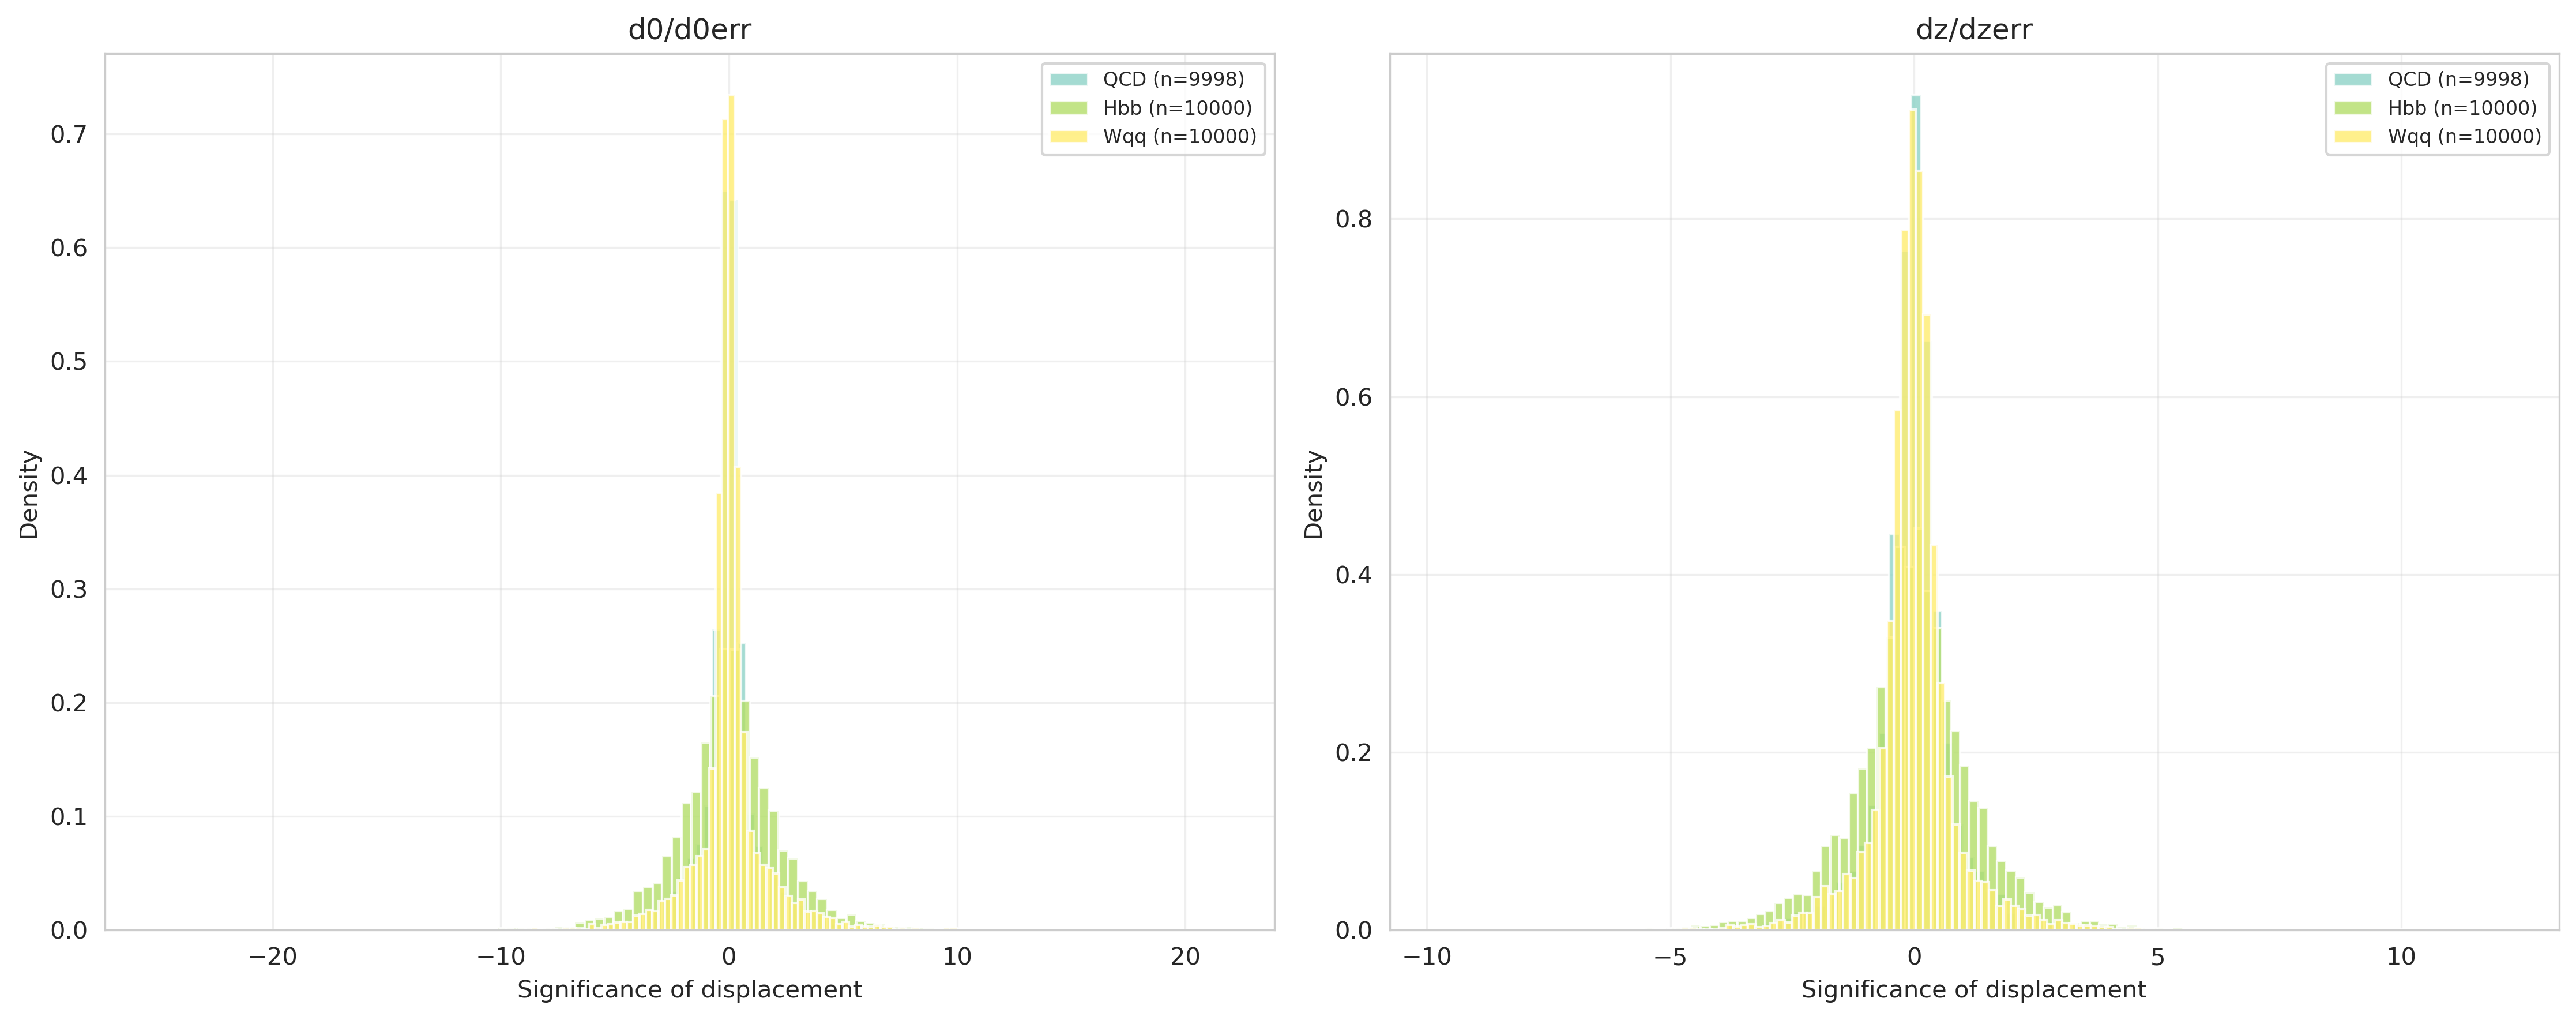 d0/d0err
QCD (n=9998)
Hbb (n=10000)
Wqq (n=10000)
Density
0.7
0.6
0.5
0.4
0.3
0.2
0.1
0.0
−20
−10
0
10
20
Significance of displacement
dz/dzerr
QCD (n=9998)
Hbb (n=10000)
Wqq (n=10000)
Density
0.8
0.6
0.4
0.2
0.0
−10
−5
0
5
10
Significance of displacement